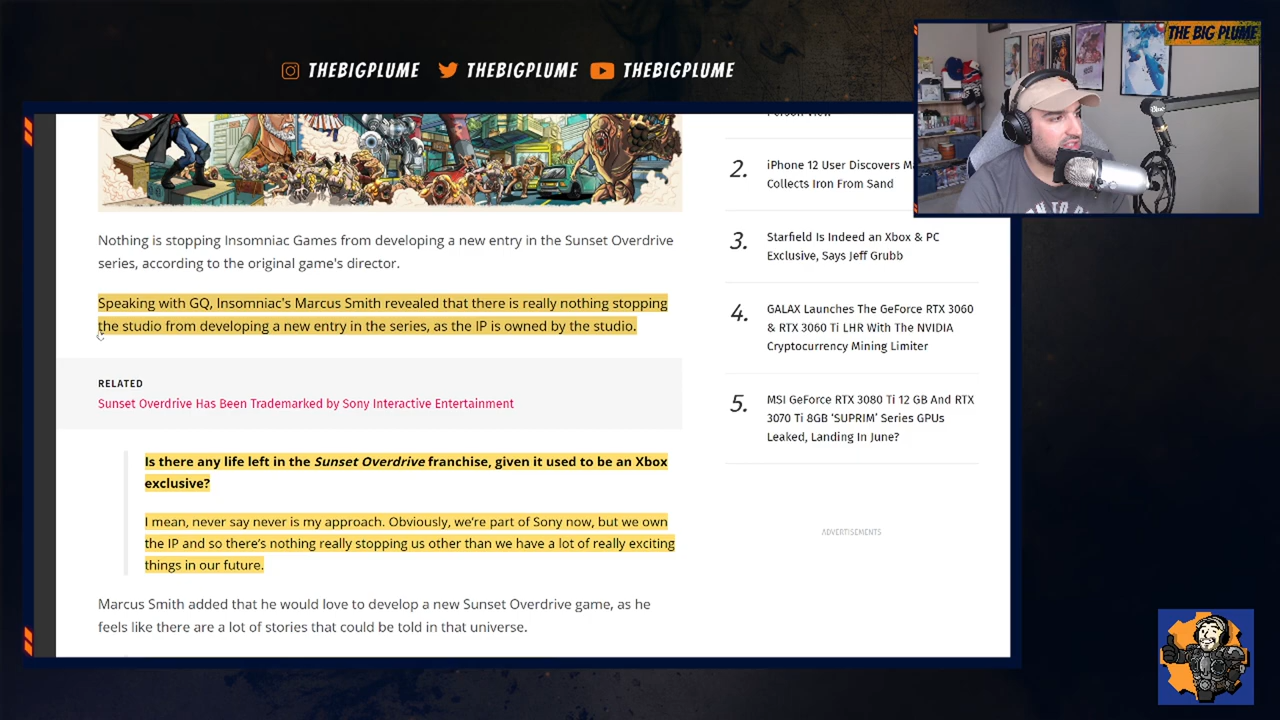 THE BIG PLUME
THEBIGPLUME THEBIGPLUME THEBIGPLUME
Nothing is stopping Insomniac Games from developing a new entry in the Sunset Overdrive
series, according to the original game's director.
Speaking with GQ, Insomniac's Marcus Smith revealed that there is really nothing stopping
the studio from developing a new entry in the series, as the IP is owned by the studio.
RELATED
Sunset Overdrive Has Been Trademarked by Sony Interactive Entertainment
Is there any life left in the Sunset Overdrive franchise, given it used to be an Xbox
exclusive?
I mean, never say never is my approach. Obviously, we're part of Sony now, but we own
the IP and so there's nothing really stopping us other than we have a lot of really exciting
things in our future.
Marcus Smith added that he would love to develop a new Sunset Overdrive game, as he
feels like there are a lot of stories that could be told in that universe.
Person View
2. iPhone 12 User Discovers
Collects Iron From Sand
3. Starfield Is Indeed an Xbox & PC
Exclusive, Says Jeff Grubb
4. GALAX Launches The GeForce RTX 3060
& RTX 3060 Ti LHR With The NVIDIA
Cryptocurrency Mining Limiter
5. MSI GeForce RTX 3080 Ti 12 GB And RTX
3070 Ti 8GB ‘SUPRIM’ Series GPUs
Leaked, Landing In June?
ADVERTISEMENTS